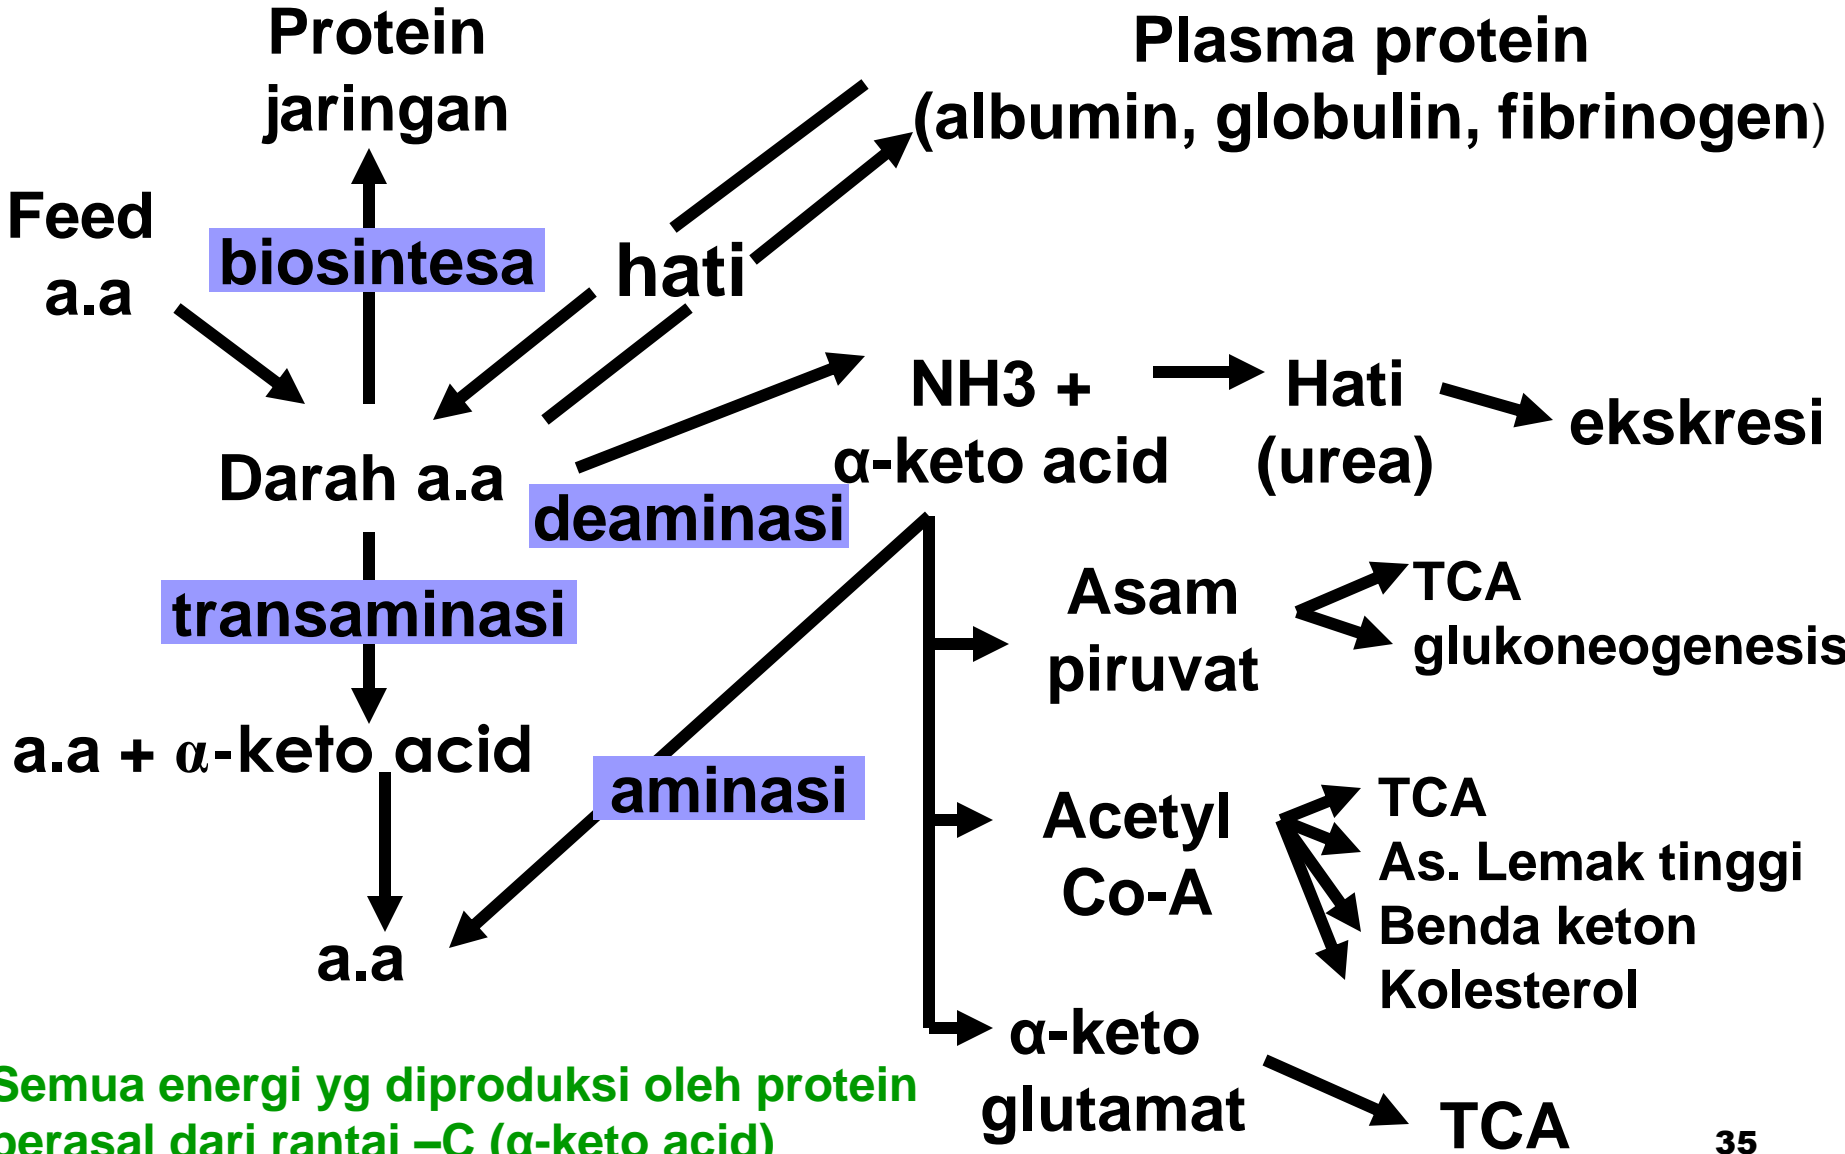 Protein
jaringan
Plasma protein
(albumin, globulin, fibrinogen)
Feed
a.a
biosintesa
hati
NH3 +
α-keto acid
Hati
(urea)
ekskresi
Darah a.a
deaminasi
transaminasi
Asam
piruvat
TCA
glukoneogenesis
a.a + α-keto acid
aminasi
Acetyl
Co-A
TCA
As. Lemak tinggi
Benda keton
Kolesterol
a.a
α-keto
glutamat
TCA
Semua energi yg diproduksi oleh protein
berasal dari rantai –C (α-keto acid)
35